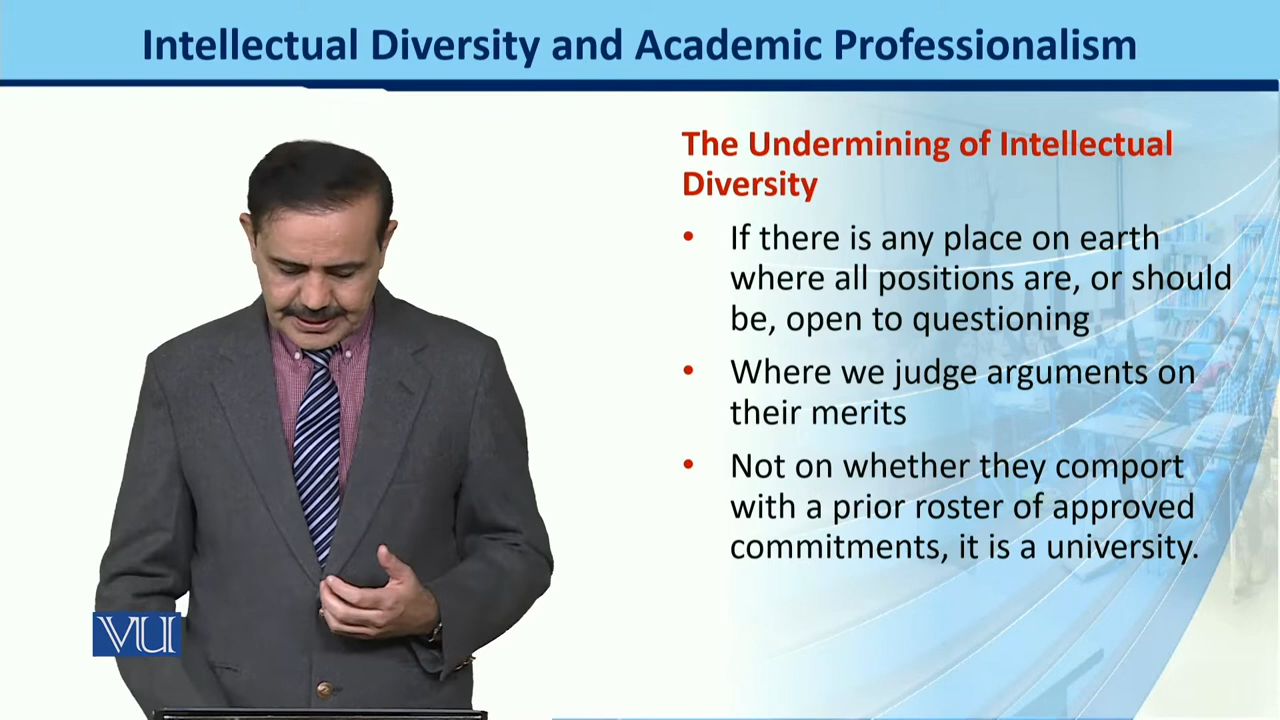 Intellectual Diversity and Academic Professionalism
The Undermining of Intellectual
Diversity
• If there is any place on earth
where all positions are, or should
be, open to questioning
• Where we judge arguments on
their merits
• Not on whether they comport
with a prior roster of approved
commitments, it is a university.
VU